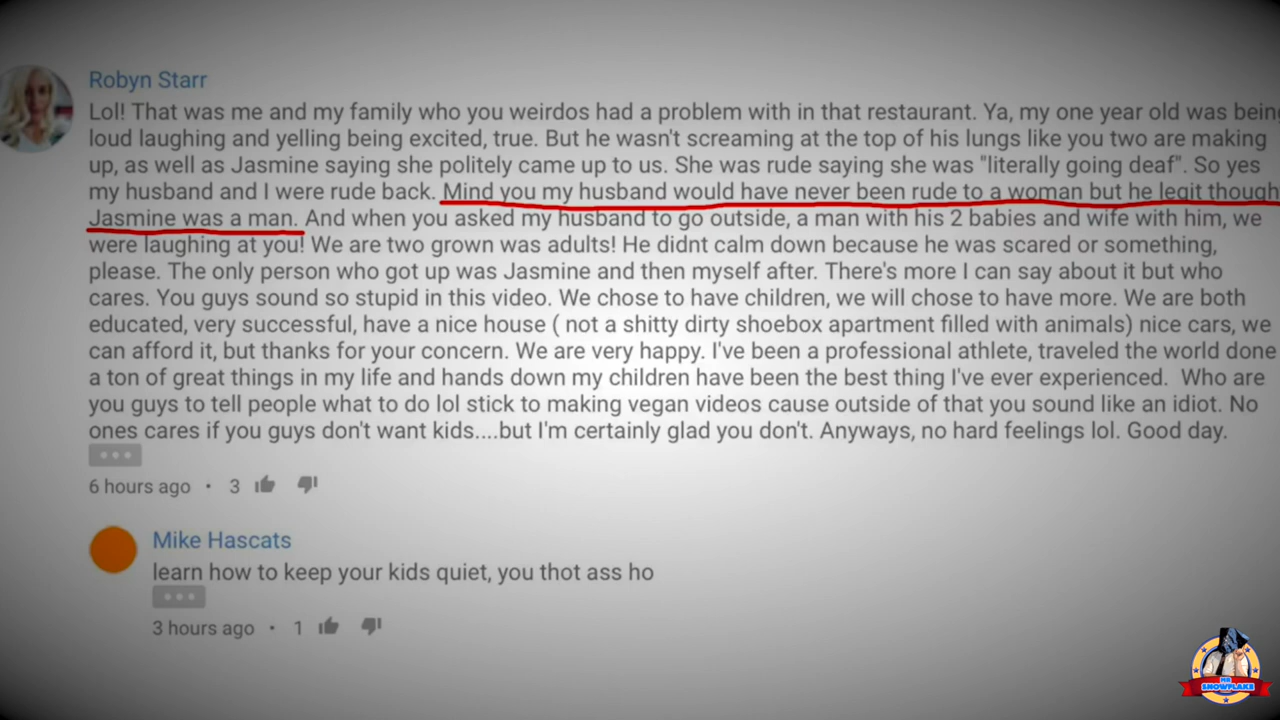 Robyn Starr
Lol! That was me and my family who you weirdos had a problem with in that restaurant. Ya, my one year old was being
loud laughing and yelling being excited, true. But he wasn't screaming at the top of his lungs like you two are making
up, as well as Jasmine saying she politely came up to us. She was rude saying she was "literally going deaf". So yes
my husband and I were rude back. Mind you my husband would have never been rude to a woman but he legit though
Jasmine was a man. And when you asked my husband to go outside, a man with his 2 babies and wife with him, we
were laughing at you! We are two grown was adults! He didnt calm down because he was scared or something,
please. The only person who got up was Jasmine and then myself after. There's more I can say about it but who
cares. You guys sound so stupid in this video. We chose to have children, we will chose to have more. We are both
educated, very successful, have a nice house ( not a shitty dirty shoebox apartment filled with animals) nice cars, we
can afford it, but thanks for your concern. We are very happy. I've been a professional athlete, traveled the world done
a ton of great things in my life and hands down my children have been the best thing I've ever experienced.  Who are
you guys to tell people what to do lol stick to making vegan videos cause outside of that you sound like an idiot. No
ones cares if you guys don't want kids....but I'm certainly glad you don't. Anyways, no hard feelings lol. Good day.
6 hours ago • 3
Mike Hascats
learn how to keep your kids quiet, you thot ass ho
3 hours ago • 1
MR
SNOWFLAKE